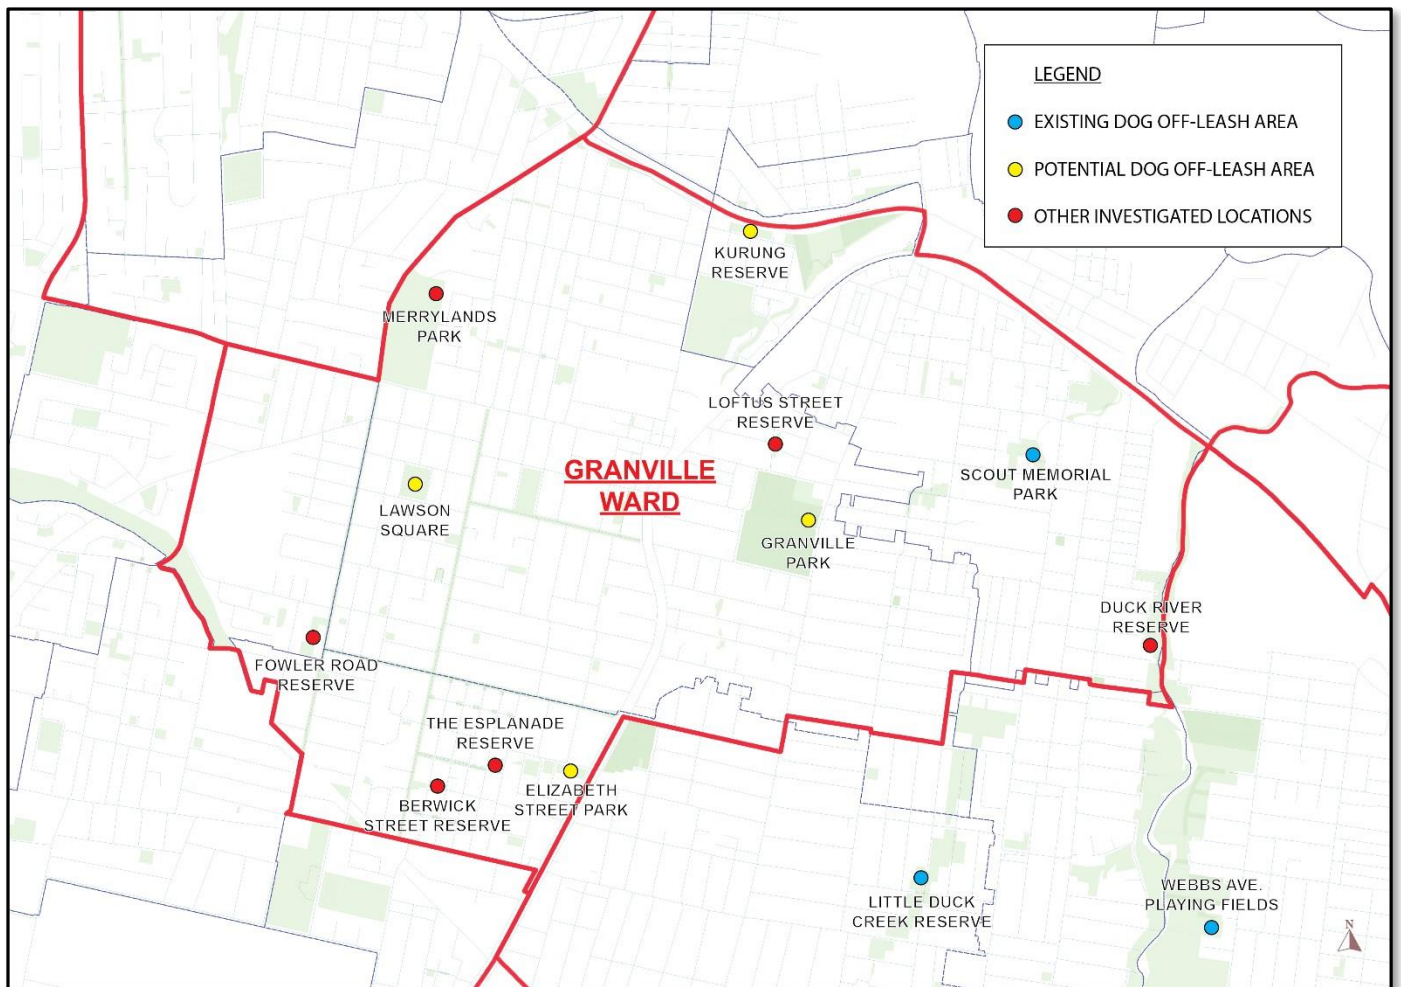 LEGEND
EXISTING DOG OFF-LEASH AREA
POTENTIAL DOG OFF-LEASH AREA
OTHER INVESTIGATED LOCATIONS
KURUNG
RESERVE
MERRYLANDS
PARK
LOFTUS STREET
RESERVE
GRANVILLE
WARD
SCOUT MEMORIAL
PARK
LAWSON
SQUARE
GRANVILLE
PARK
DUCK RIVER
RESERVE
FOWLER ROAD
RESERVE
THE ESPLANADE
RESERVE
ELIZABETH
STREET PARK
BERWICK
STREET RESERVE
LITTLE DUCK
CREEK RESERVE
WEBBS AVE.
PLAYING FIELDS
N